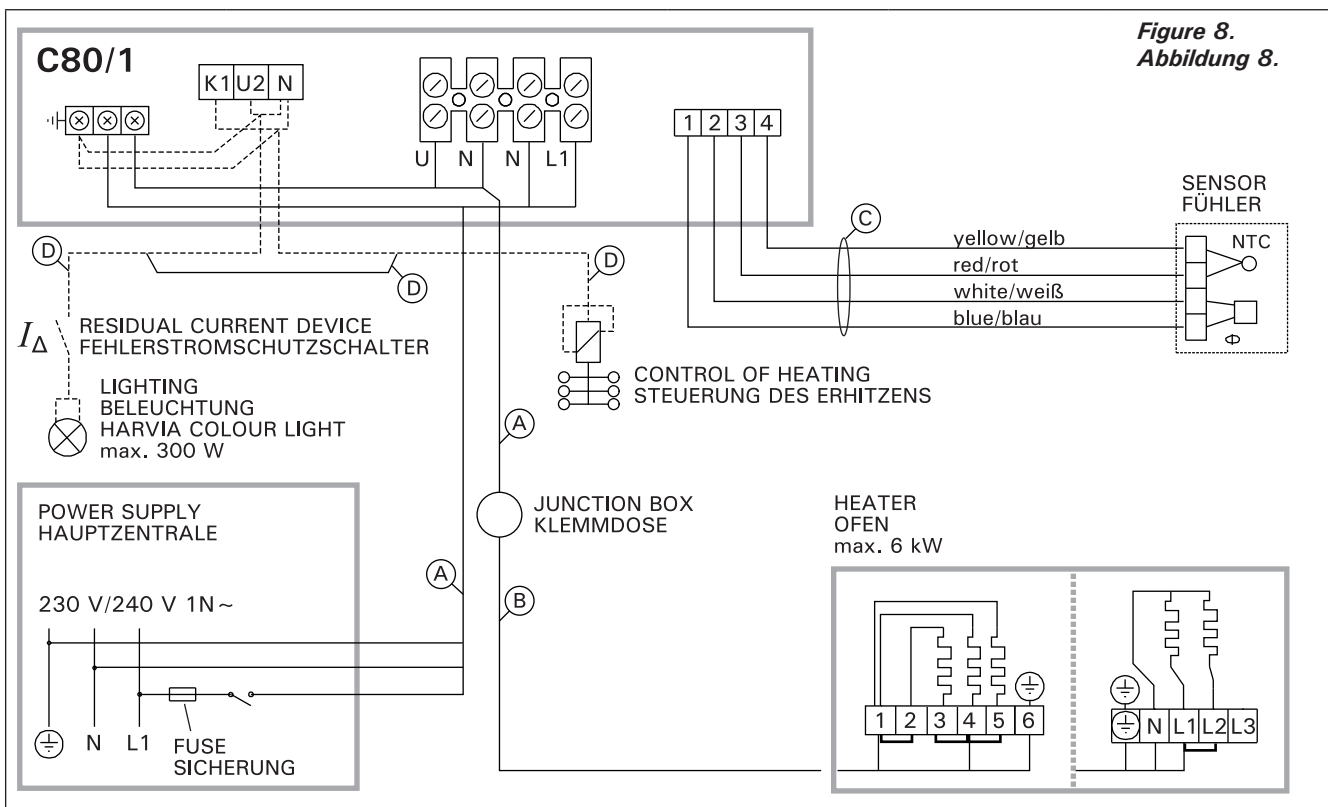 Figure 8.
Abbildung 8.
C80/1
K1 U2 N
U N N L1
1 2 3 4
SENSOR
FÜHLER
NTC
C
yellow/gelb
red/rot
white/weiß
blue/blau
D
D
D
I∆
RESIDUAL CURRENT DEVICE
FEHLERSTROMSCHUTZSCHALTER
LIGHTING
BELEUCHTUNG
HARVIA COLOUR LIGHT
max. 300 W
CONTROL OF HEATING
STEUERUNG DES ERHITZENS
A
JUNCTION BOX
KLEMMDOSE
A
B
POWER SUPPLY
HAUPTZENTRALE
230 V/240 V 1N~
N L1
FUSE
SICHERUNG
HEATER
OFEN
max. 6 kW
1 2 3 4 5 6
N L1 L2 L3